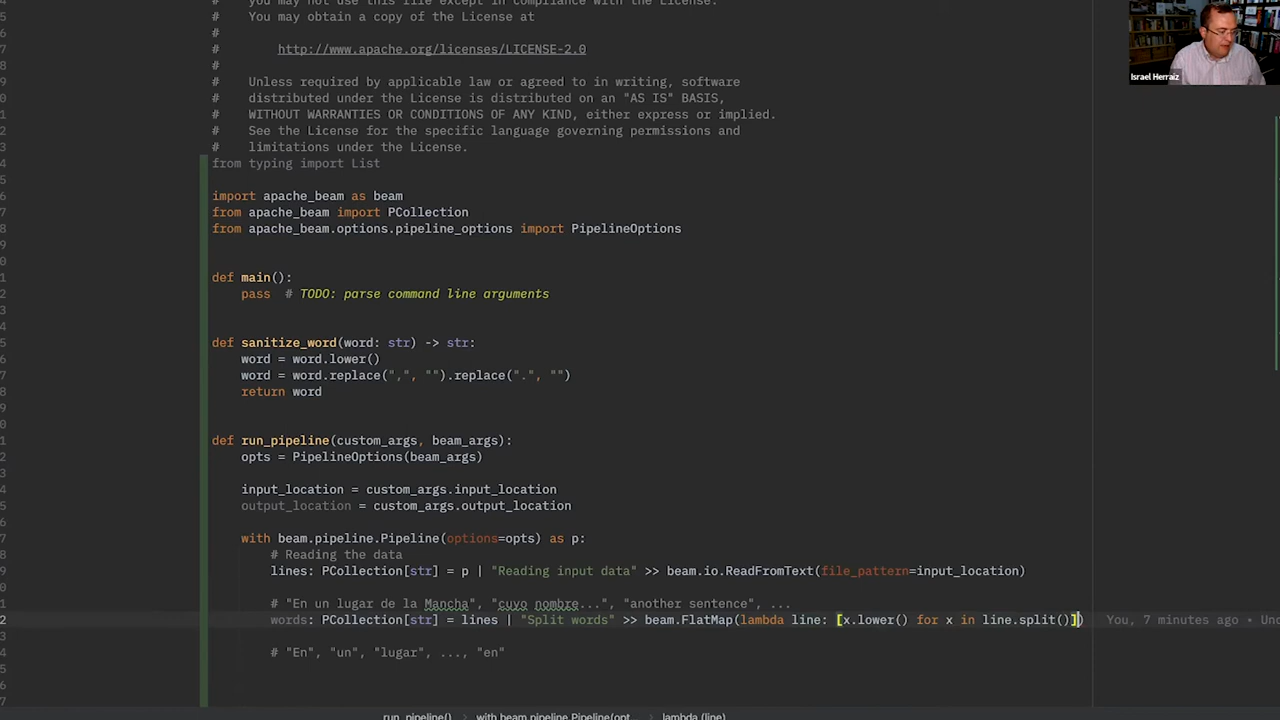 #    you may not use this file except in compliance with the License.
#    You may obtain a copy of the License at
#
#        http://www.apache.org/licenses/LICENSE-2.0
#
#    Unless required by applicable law or agreed to in writing, software
#    distributed under the License is distributed on an "AS IS" BASIS,
#    WITHOUT WARRANTIES OR CONDITIONS OF ANY KIND, either express or implied.
#    See the License for the specific language governing permissions and
#    limitations under the License.
from typing import List
import apache_beam as beam
from apache_beam import PCollection
from apache_beam.options.pipeline_options import PipelineOptions
def main():
    pass  # TODO: parse command line arguments
def sanitize_word(word: str) -> str:
    word = word.lower()
    word = word.replace(",", "").replace(".", "")
    return word
def run_pipeline(custom_args, beam_args):
    opts = PipelineOptions(beam_args)
    input_location = custom_args.input_location
    output_location = custom_args.output_location
    with beam.pipeline.Pipeline(options=opts) as p:
        # Reading the data
        lines: PCollection[str] = p | "Reading input data" >> beam.io.ReadFromText(file_pattern=input_location)
        # "En un lugar de la Mancha", "cuyo nombre...", "another sentence", ...
        words: PCollection[str] = lines | "Split words" >> beam.FlatMap(lambda line: [x.lower() for x in line.split()]) You, 7 minutes ago • Unc
        # "En", "un", "lugar", ..., "en"
run_pipeline() > with beam.pipeline.Pipeline(opt... > lambda (line)
Israel Herraiz